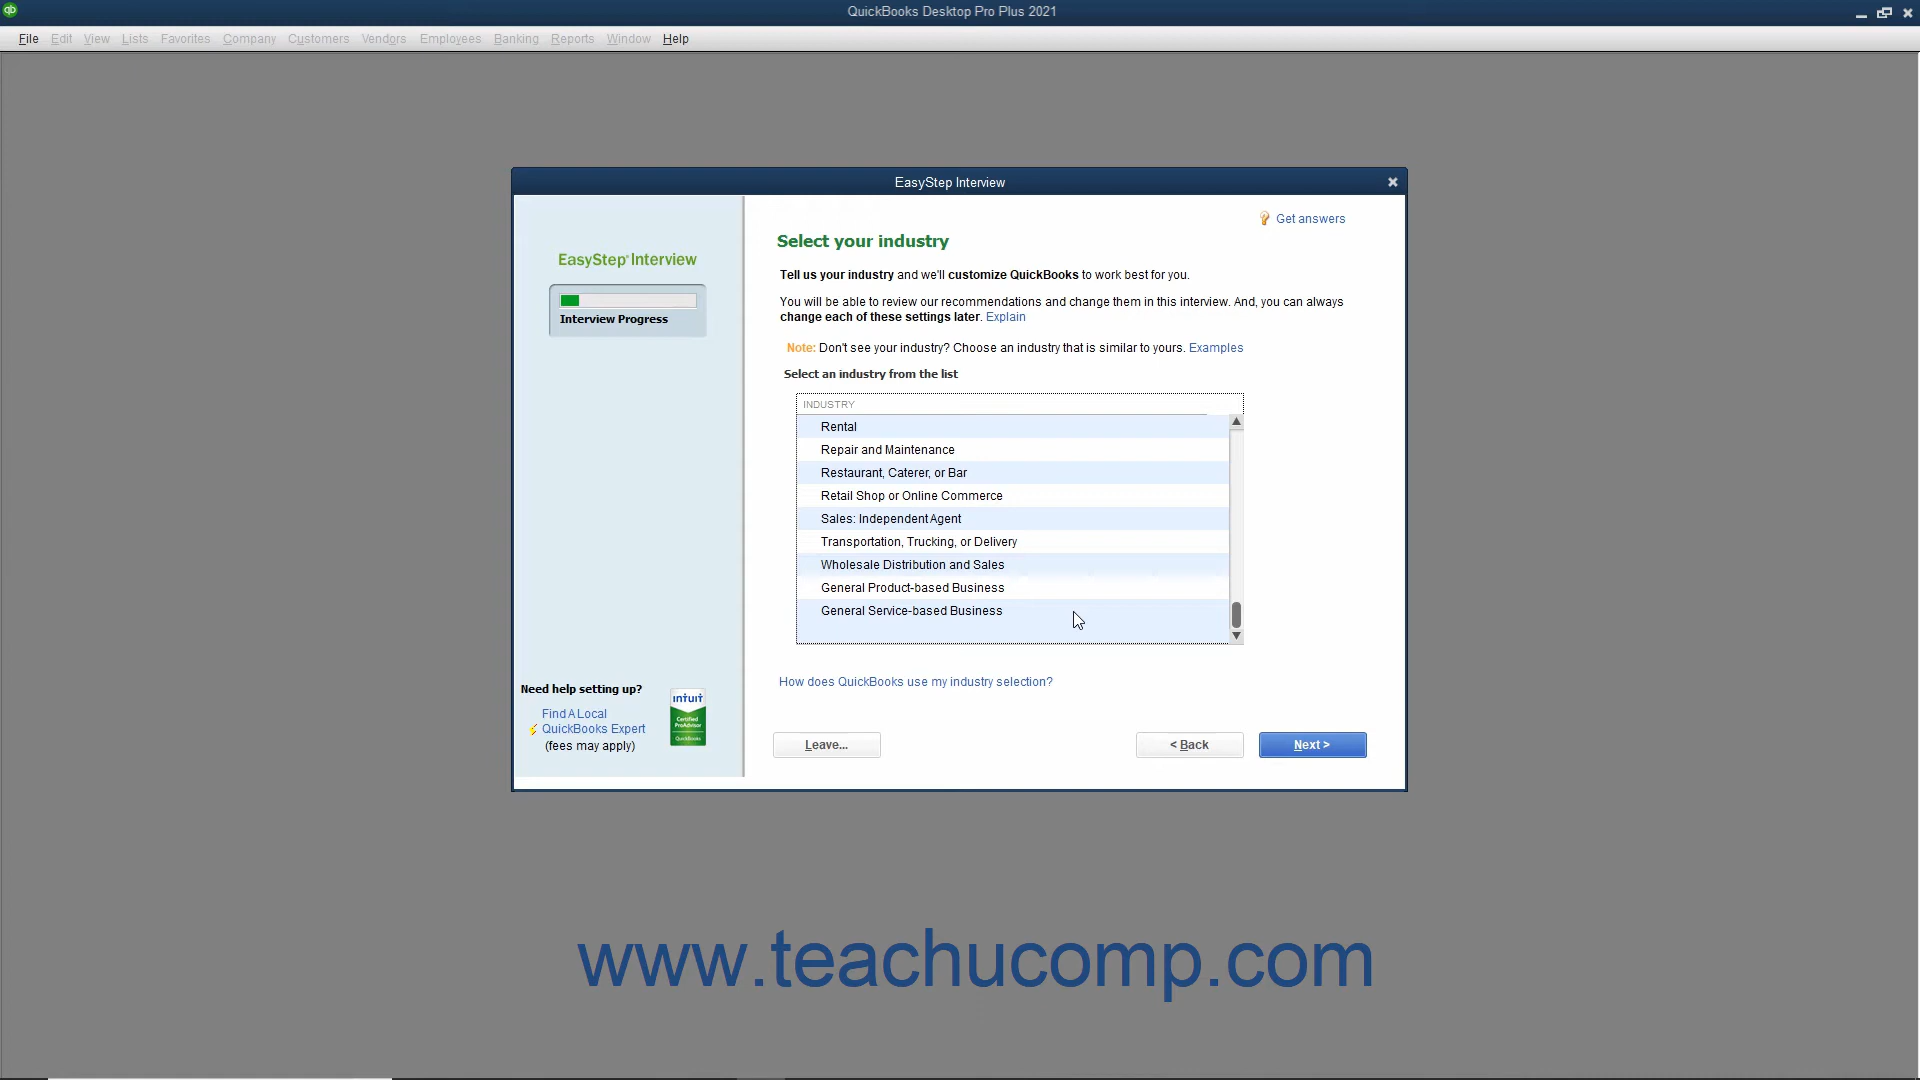 qb
QuickBooks Desktop Pro Plus 2021
File Edit View Lists Favorites Company Customers Vendors Employees Banking Reports Window Help
EasyStep Interview
Get answers
Select your industry
EasyStep Interview
Tell us your industry and we'll customize QuickBooks to work best for you.
Interview Progress
You will be able to review our recommendations and change them in this interview. And, you can always
change each of these settings later. Explain
Note: Don't see your industry? Choose an industry that is similar to yours. Examples
Select an industry from the list
INDUSTRY
Rental
Repair and Maintenance
Restaurant, Caterer, or Bar
Retail Shop or Online Commerce
Sales: Independent Agent
Transportation, Trucking, or Delivery
Wholesale Distribution and Sales
General Product-based Business
General Service-based Business
How does QuickBooks use my industry selection?
Need help setting up?
Find A Local
QuickBooks Expert
(fees may apply)
intuit
Certified
ProAdvisor
QuickBooks
Leave...
< Back
Next >
www.teachucomp.com